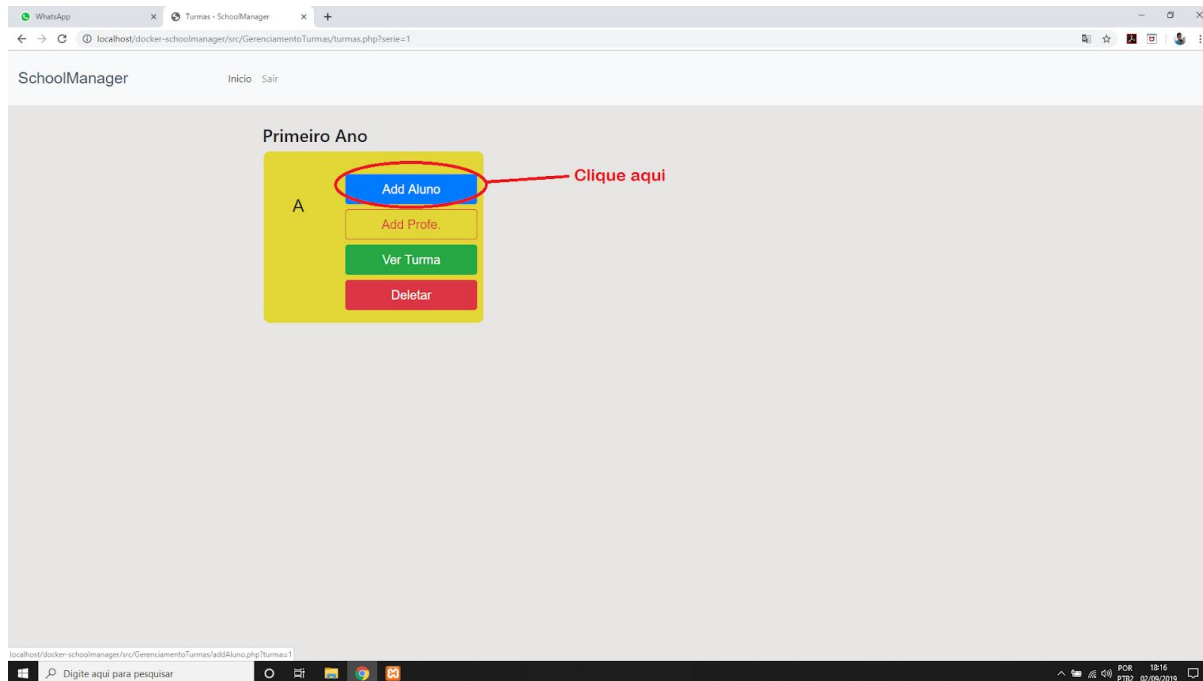 WhatsApp
Turmas - SchoolManager
localhost/docker-schoolmanager/src/GerenciamentoTurmas/turmas.php?serie=1
SchoolManager
Inicio Sair
Primeiro Ano
A
Add Aluno
Clique aqui
Add Profe.
Ver Turma
Deletar
localhost/docker-schoolmanager/src/GerenciamentoTurmas/addAluno.php?turma=1
Digite aqui para pesquisar
POR 18:16
PTB2 02/09/2019